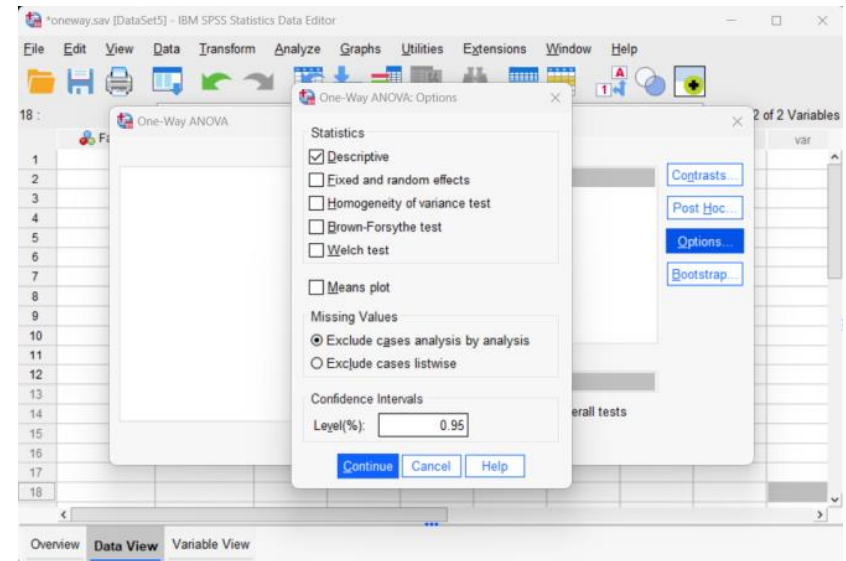 *oneway.sav [DataSet5] - IBM SPSS Statistics Data Editor
File Edit View Data Transform Analyze Graphs Utilities Extensions Window Help
18 :
2 of 2 Variables
var
One-Way ANOVA
One-Way ANOVA: Options
Statistics
Descriptive
Fixed and random effects
Homogeneity of variance test
Brown-Forsythe test
Welch test
Means plot
Missing Values
Exclude cases analysis by analysis
Exclude cases listwise
Confidence Intervals
Level(%): 0.95
Continue Cancel Help
Contrasts...
Post Hoc...
Options...
Bootstrap...
erall tests
1
2
3
4
5
6
7
8
9
10
11
12
13
14
15
16
17
18
Overview Data View Variable View